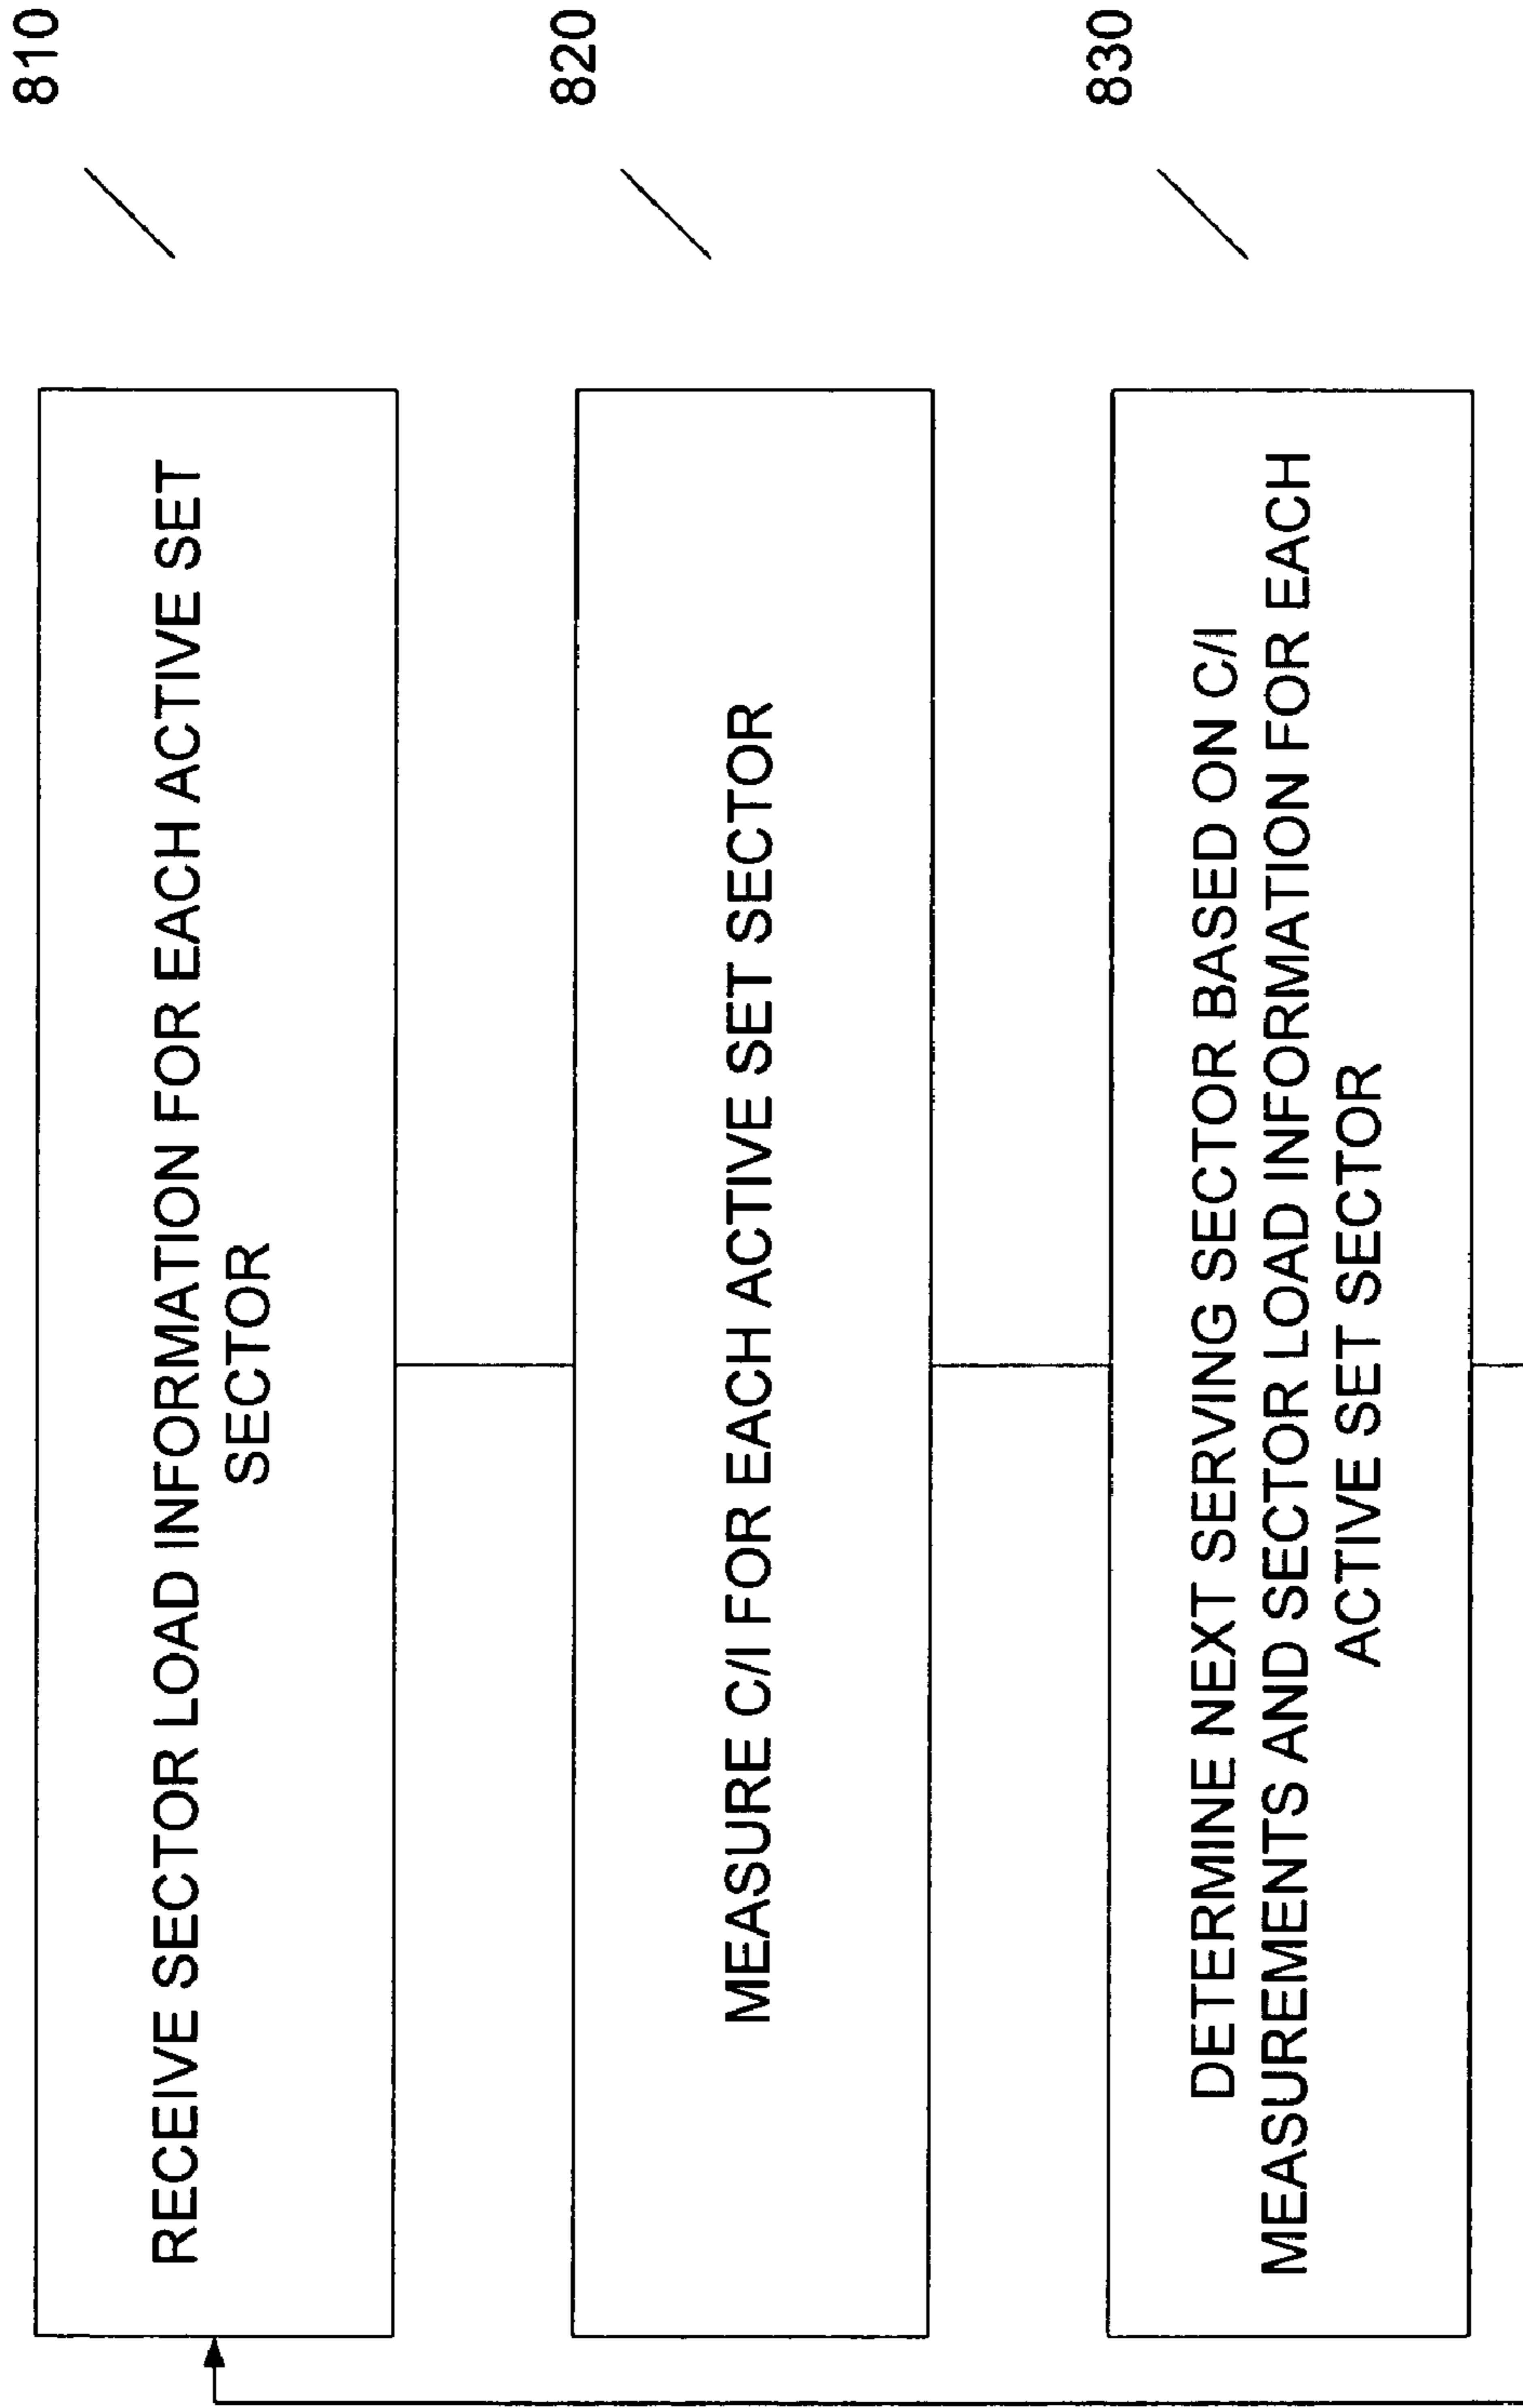 RECEIVE SECTOR LOAD INFORMATION FOR EACH ACTIVE SET
SECTOR
810
MEASURE C/I FOR EACH ACTIVE SET SECTOR
820
DETERMINE NEXT SERVING SECTOR BASED ON C/I
MEASUREMENTS AND SECTOR LOAD INFORMATION FOR EACH
ACTIVE SET SECTOR
830